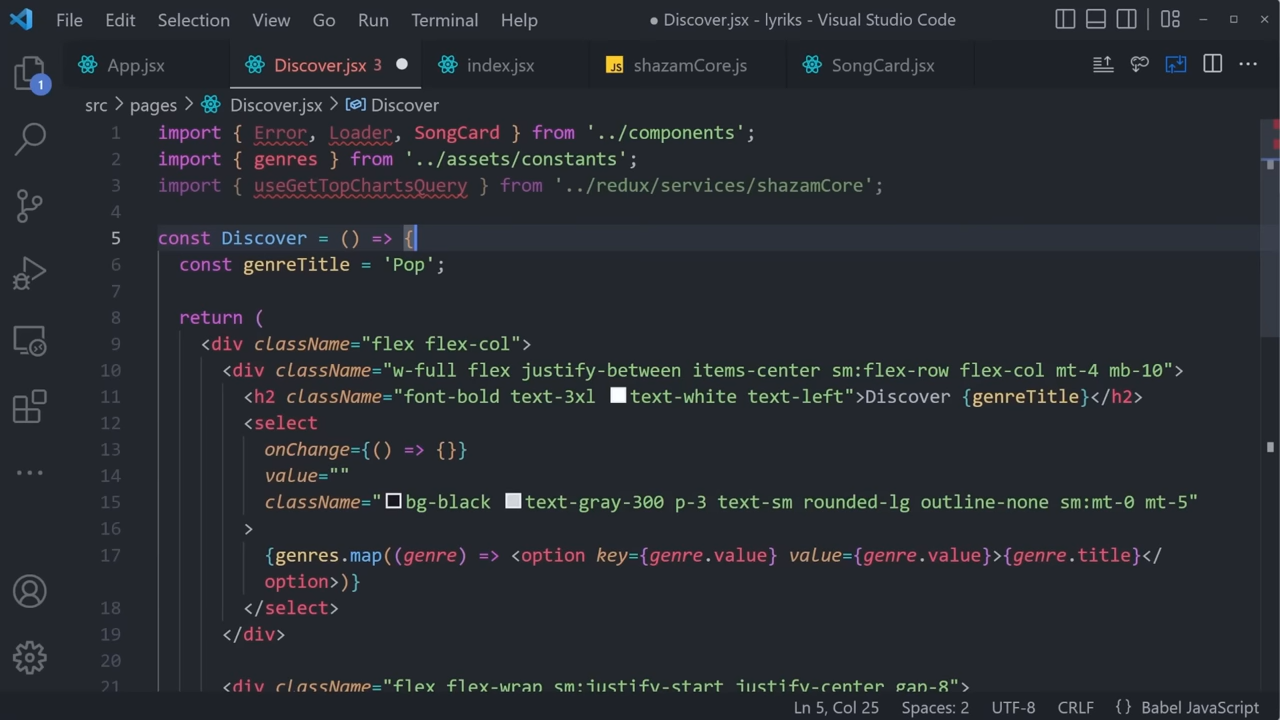 File Edit Selection View Go Run Terminal Help ● Discover.jsx - lyriks - Visual Studio Code
App.jsx Discover.jsx 3 index.jsx JS shazamCore.js SongCard.jsx
1
src > pages > Discover.jsx > Discover
1 import { Error, Loader, SongCard } from '../components';
2 import { genres } from '../assets/constants';
3 import { useGetTopChartsQuery } from '../redux/services/shazamCore';
4
5 const Discover = () => {
6 const genreTitle = 'Pop';
7
8 return (
9 <div className="flex flex-col">
10 <div className="w-full flex justify-between items-center sm:flex-row flex-col mt-4 mb-10">
11 <h2 className="font-bold text-3xl text-white text-left">Discover {genreTitle}</h2>
12 <select
13 onChange={() => {}}
14 value=""
15 className="bg-black text-gray-300 p-3 text-sm rounded-lg outline-none sm:mt-0 mt-5"
16 >
17 {genres.map((genre) => <option key={genre.value} value={genre.value}>{genre.title}</
option>)}
18 </select>
19 </div>
20
21 <div className="flex flex-wrap sm:justify-start justify-center gap-8">
Ln 5, Col 25 Spaces: 2 UTF-8 CRLF {} Babel JavaScript